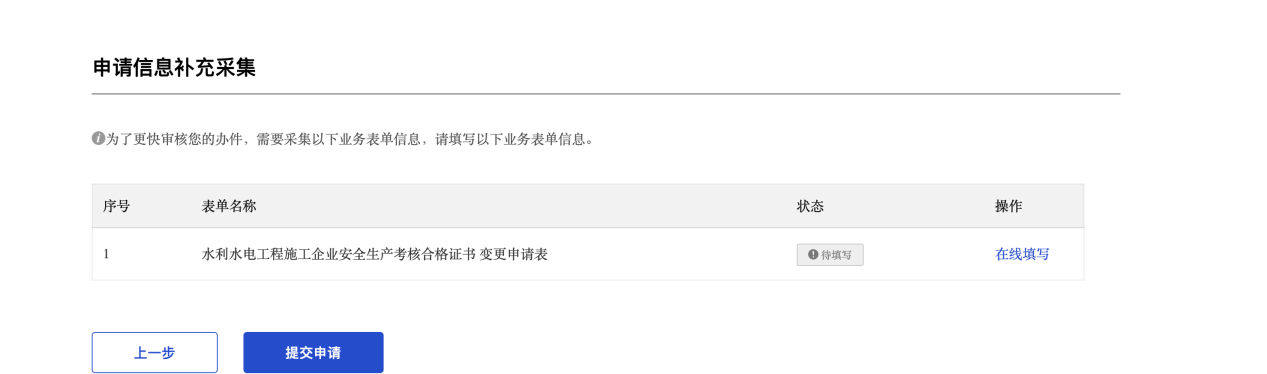 申请信息补充采集
为了更快审核您的办件，需要采集以下业务表单信息，请填写以下业务表单信息。
序号 表单名称 状态 操作
1 水利水电工程施工企业安全生产考核合格证书 变更申请表 待填写 在线填写
上一步 提交申请